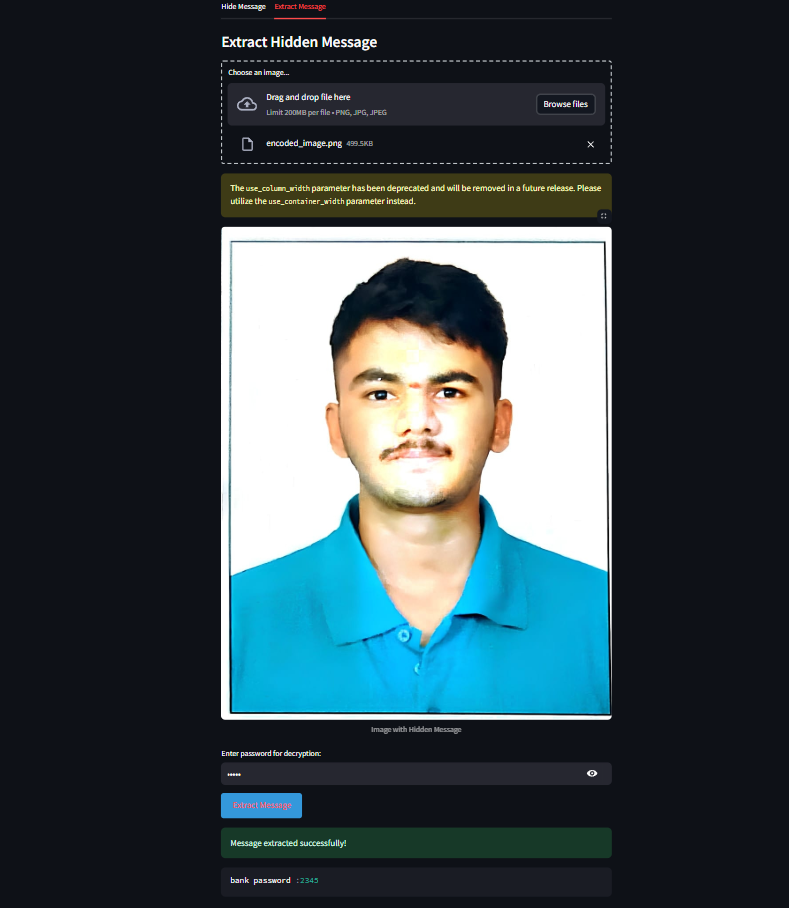 Hide Message Extract Message
Extract Hidden Message
Choose an image...
Drag and drop file here
Limit 200MB per file • PNG, JPG, JPEG
Browse files
encoded_image.png 499.5KB
The use_column_width parameter has been deprecated and will be removed in a future release. Please
utilize the use_container_width parameter instead.
Image with Hidden Message
Enter password for decryption:
•••••
Extract Message
Message extracted successfully!
bank password :2345